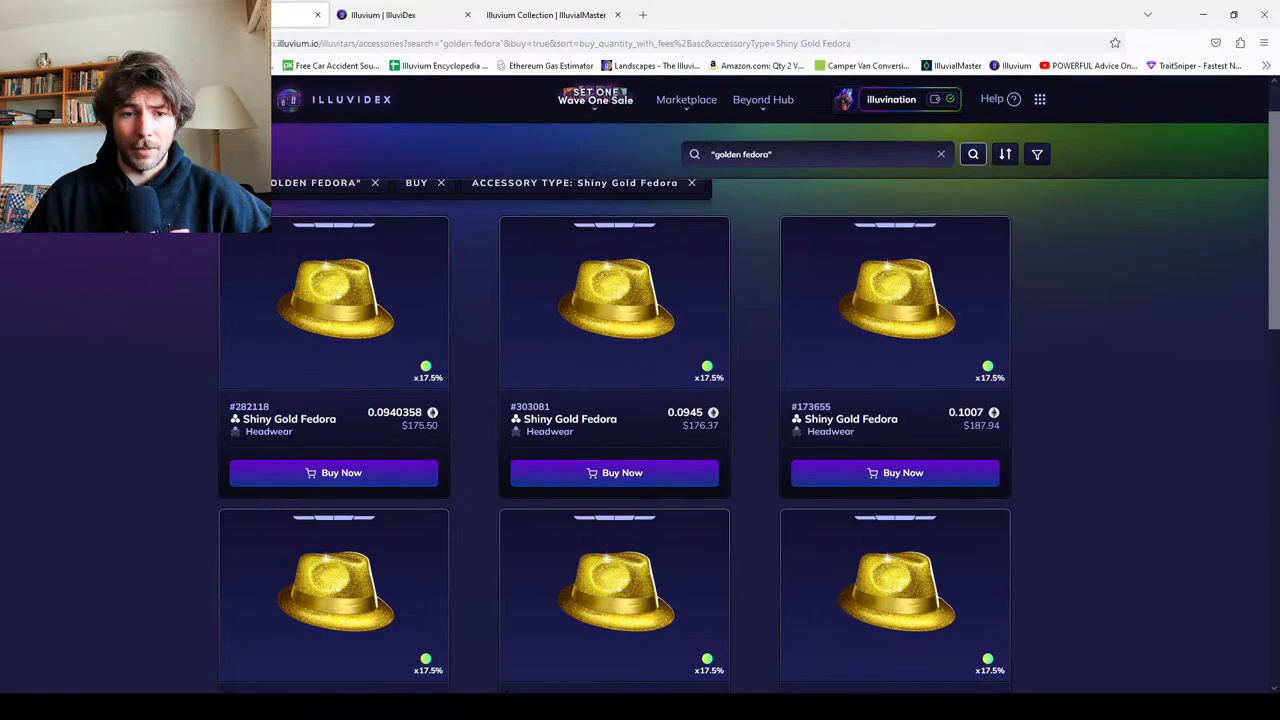 Illuvium | IlluviDex
Illuvium Collection | IlluvialMaster
x.illuvium.io/illuvitars/accessories?search="golden fedora"&buy=true&sort=buy_quantity_with_fees%2Basc&accessoryType=Shiny Gold Fedora
Free Car Accident Sou...
Illuvium Encyclopedia ...
Ethereum Gas Estimator
Landscapes - The Illuvi...
Amazon.com: Qty 2 V...
Camper Van Conversi...
IlluvialMaster
Illuvium
POWERFUL Advice On...
TraitSniper - Fastest N...
ILLUVIDEX
SET ONE
Wave One Sale
Marketplace
Beyond Hub
illuvination
Help
"golden fedora"
OLDEN FEDORA"
BUY
ACCESSORY TYPE: Shiny Gold Fedora
x17.5%
x17.5%
x17.5%
#282118
Shiny Gold Fedora
Headwear
0.0940358
$175.50
Buy Now
#303081
Shiny Gold Fedora
Headwear
0.0945
$176.37
Buy Now
#173655
Shiny Gold Fedora
Headwear
0.1007
$187.94
Buy Now
x17.5%
x17.5%
x17.5%